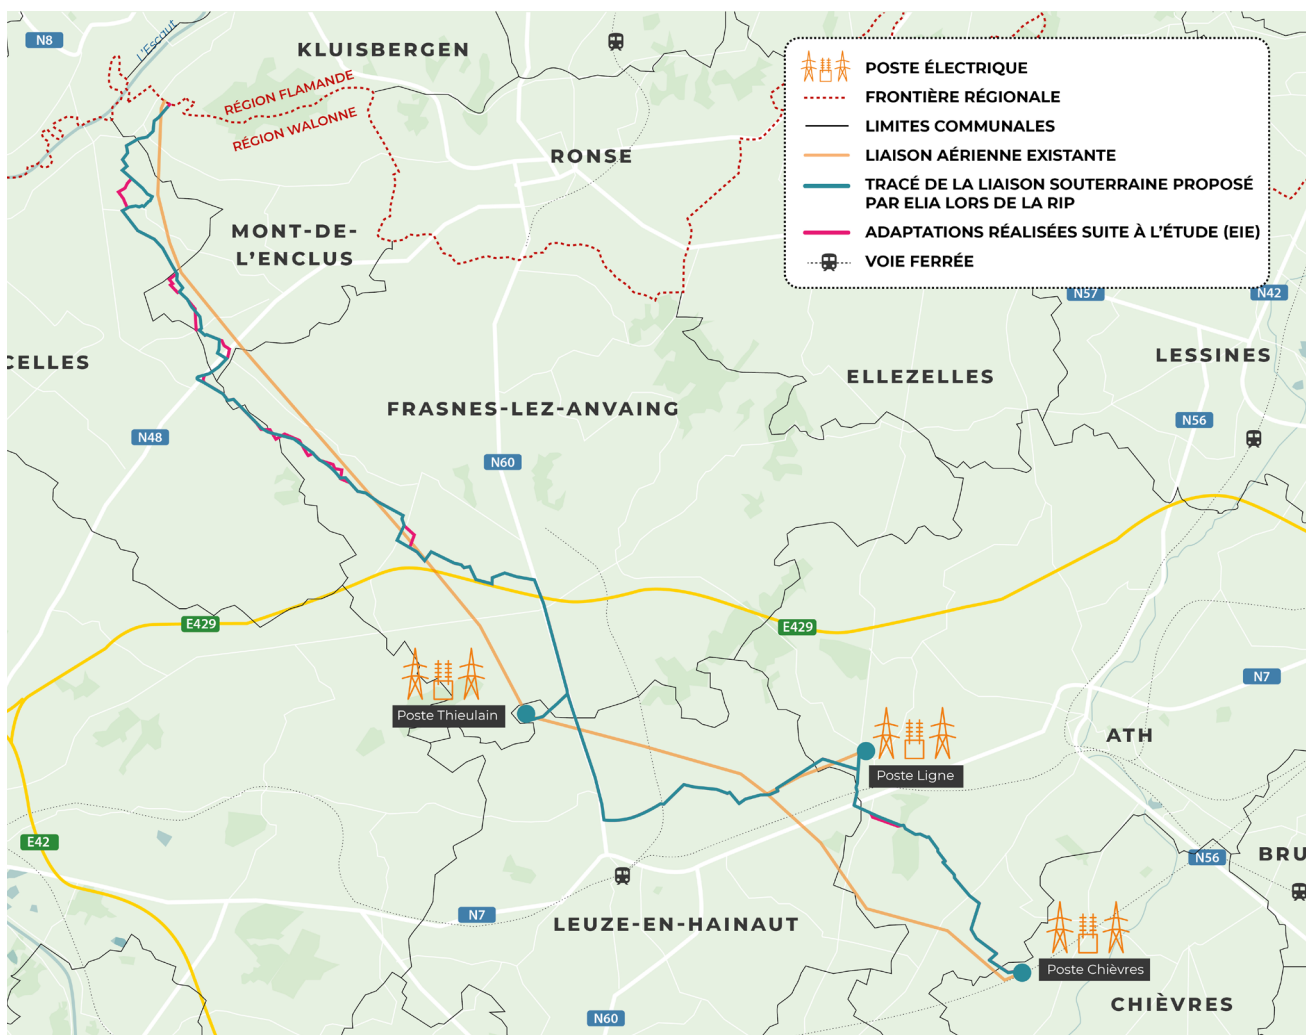 N8
L'Escaut
KLUISBERGEN
RÉGION FLAMANDE
RÉGION WALONNE
RONSE
POSTE ÉLECTRIQUE
FRONTIÈRE RÉGIONALE
LIMITES COMMUNALES
LIAISON AÉRIENNE EXISTANTE
TRACÉ DE LA LIAISON SOUTERRAINE PROPOSÉ
PAR ELIA LORS DE LA RIP
ADAPTATIONS RÉALISÉES SUITE À L'ÉTUDE (EIE)
VOIE FERRÉE
MONT-DE-
L'ENCLUS
N57
N42
CELLES
LESSINES
ELLEZELLES
FRASNES-LEZ-ANVAING
N56
N48
N60
E429
E429
N7
Poste Thieulain
ATH
Poste Ligne
E42
N56
BRU
N7
LEUZE-EN-HAINAUT
Poste Chièvres
CHIÈVRES
N60